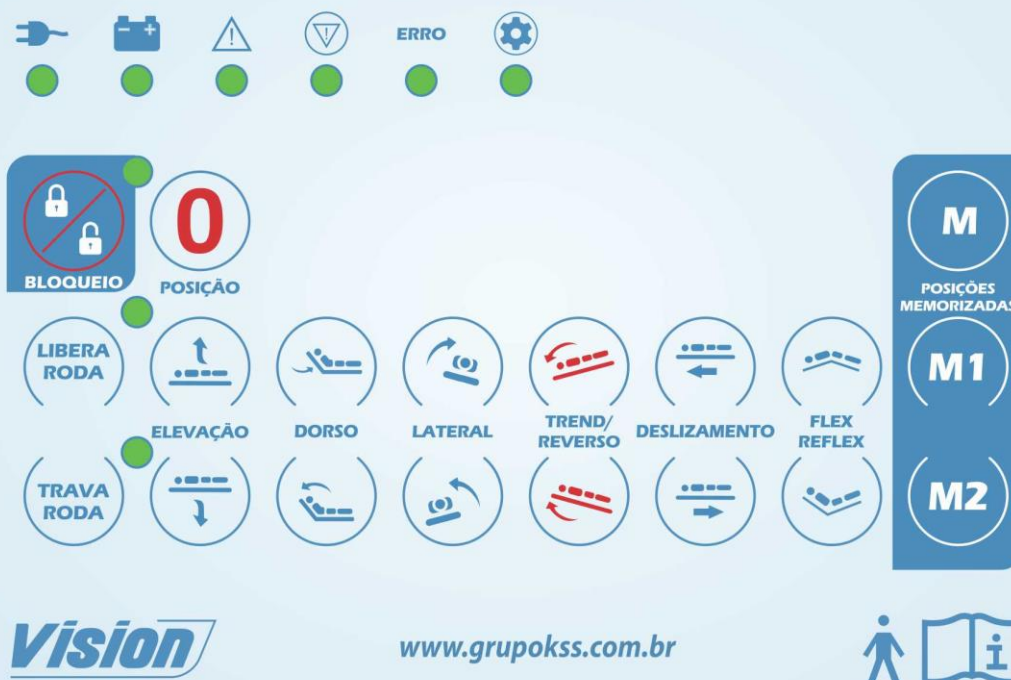 ERRO
BLOQUEIO
0
POSIÇÃO
M
POSIÇÕES
MEMORIZADAS
LIBERA
RODA
M1
ELEVAÇÃO
DORSO
LATERAL
TREND/
REVERSO
DESLIZAMENTO
FLEX
REFLEX
TRAVA
RODA
M2
Vision
www.grupokss.com.br